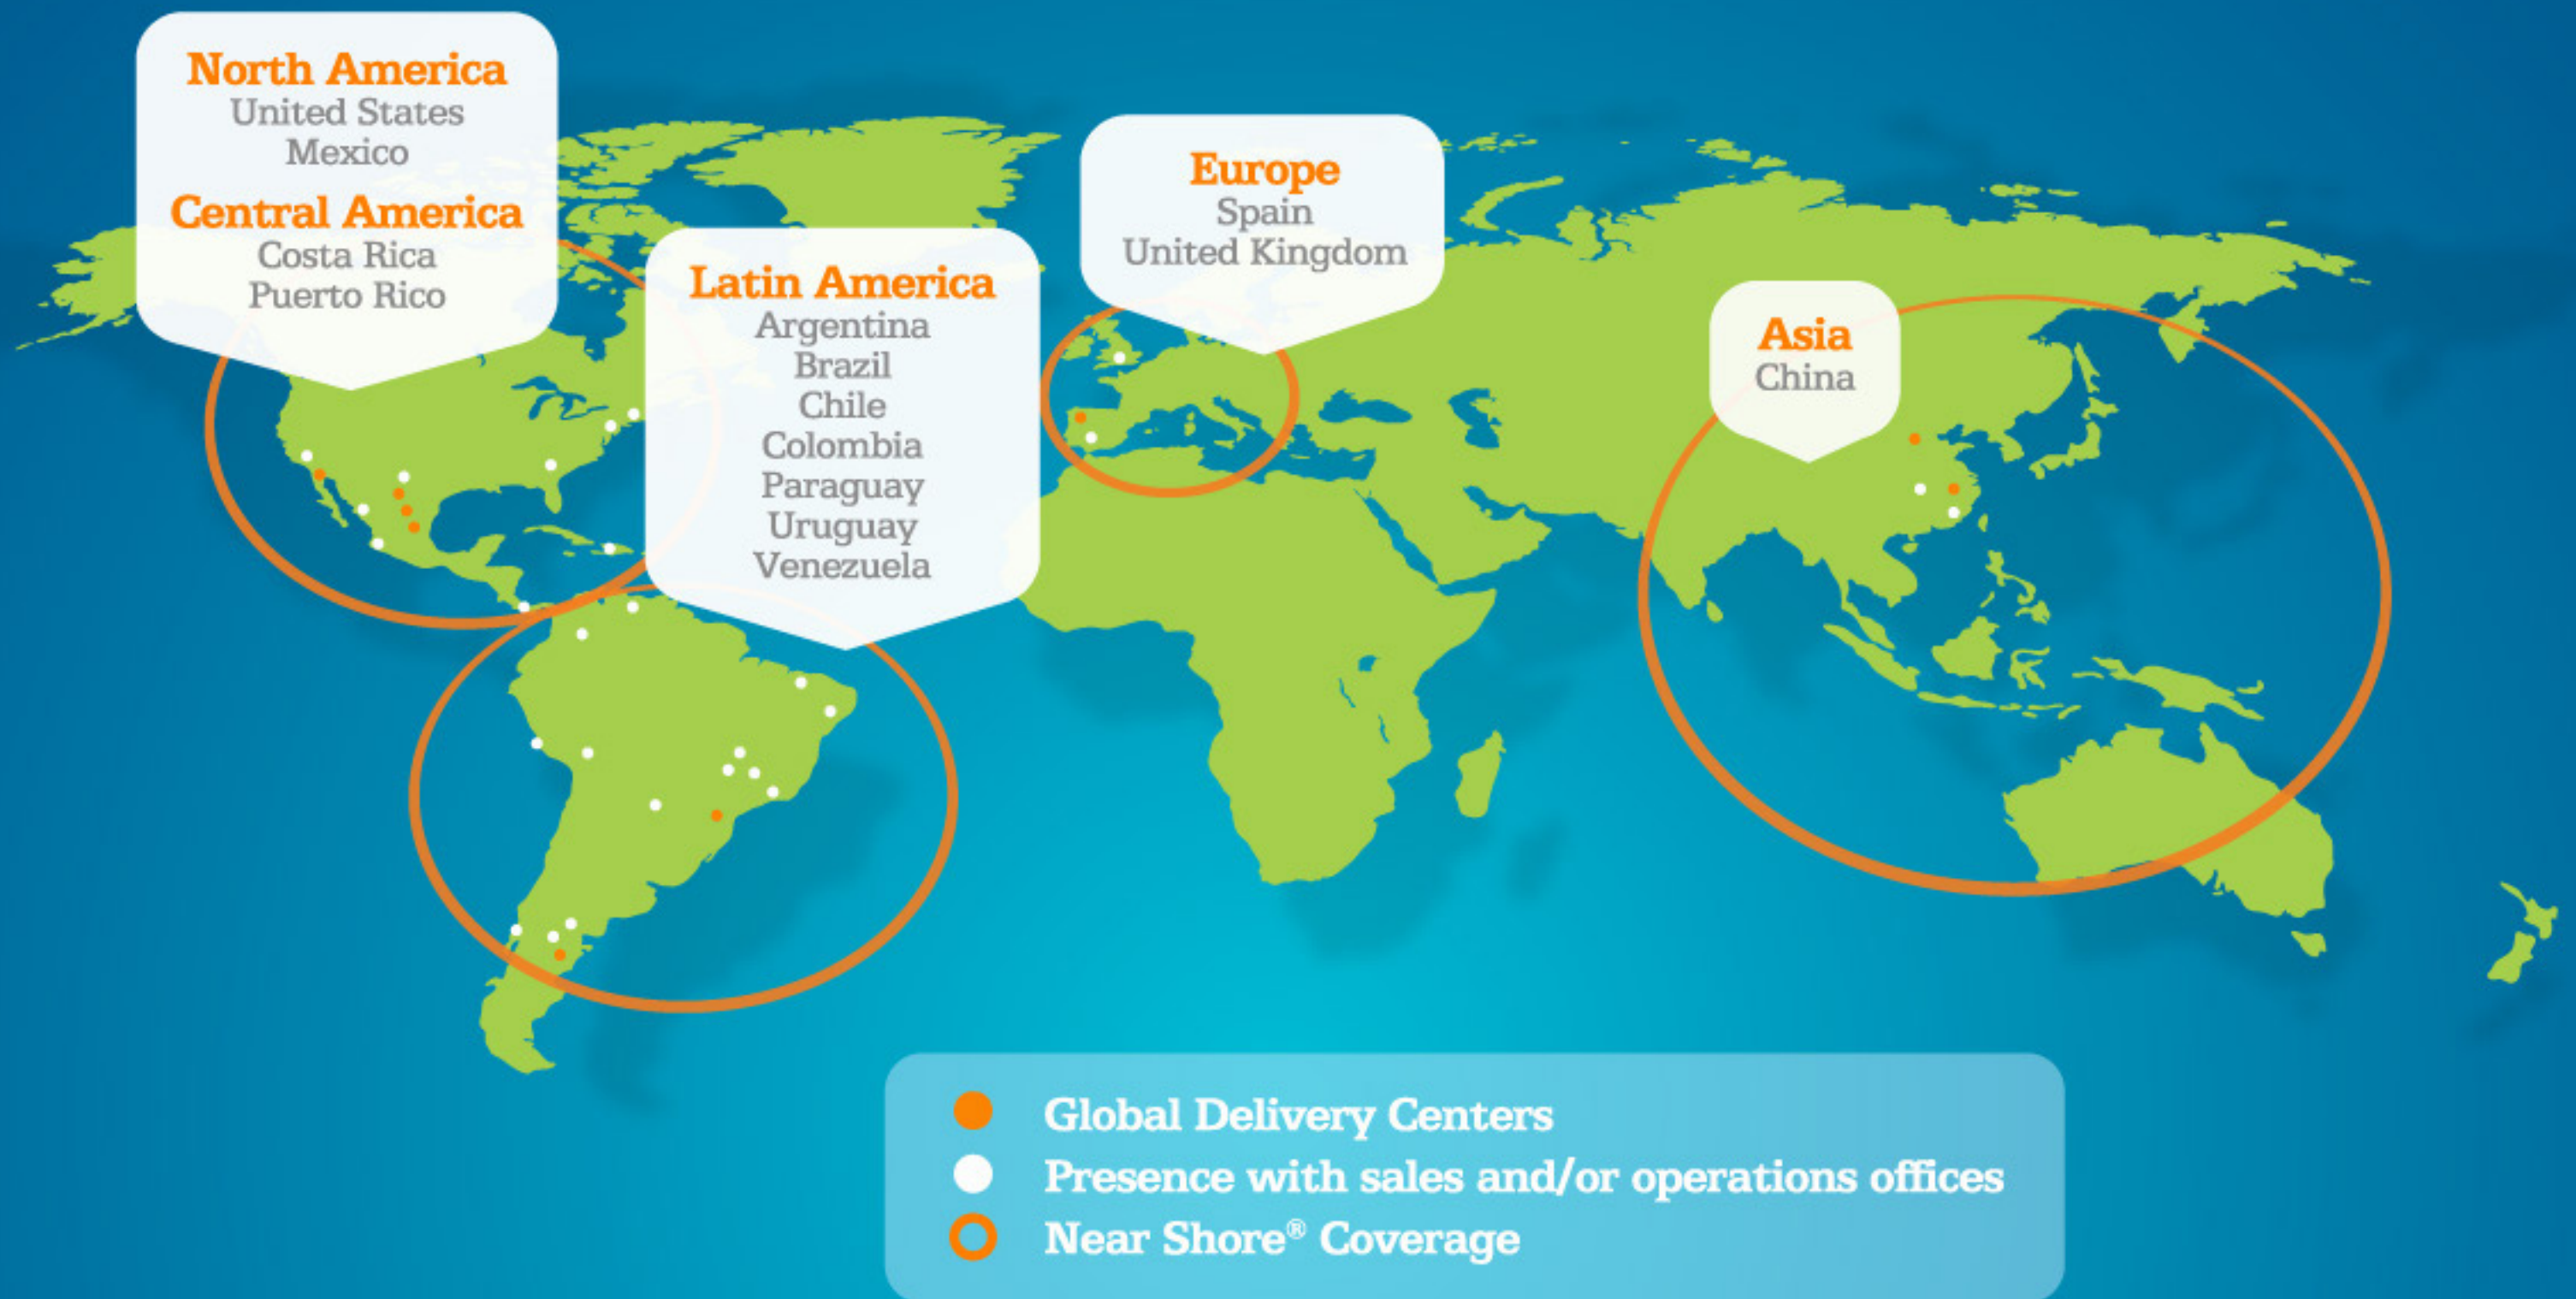 North America
United States
Mexico
Central America
Costa Rica
Puerto Rico
Latin America
Argentina
Brazil
Chile
Colombia
Paraguay
Uruguay
Venezuela
Europe
Spain
United Kingdom
Asia
China
Global Delivery Centers
Presence with sales and/or operations offices
Near Shore® Coverage